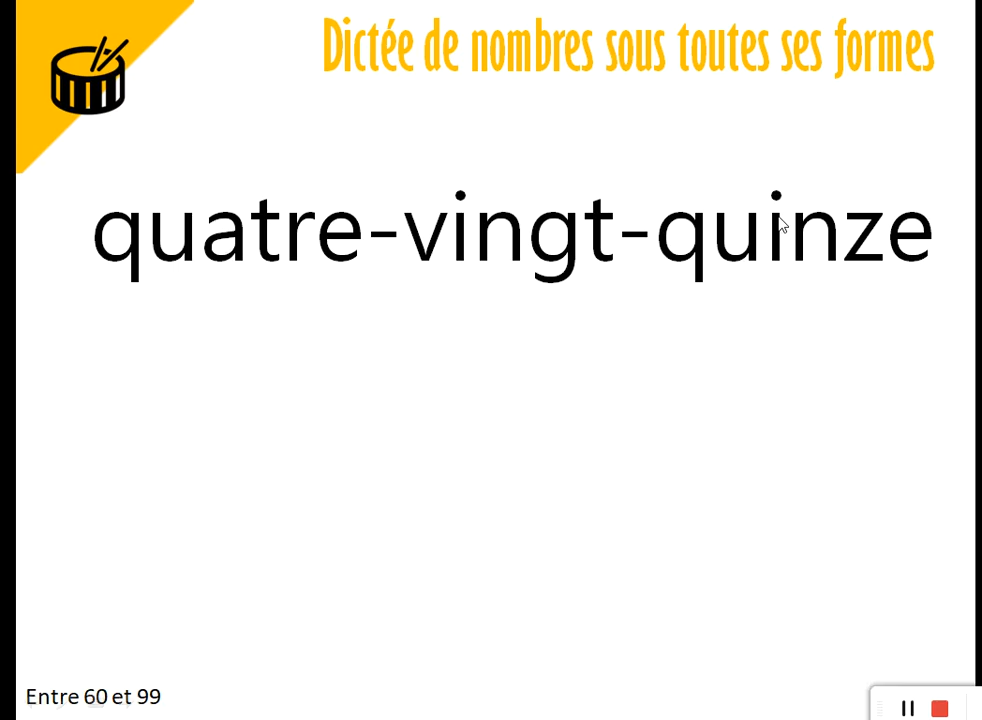 Dictée de nombres sous toutes ses formes
quatre-vingt-quinze
Entre 60 et 99